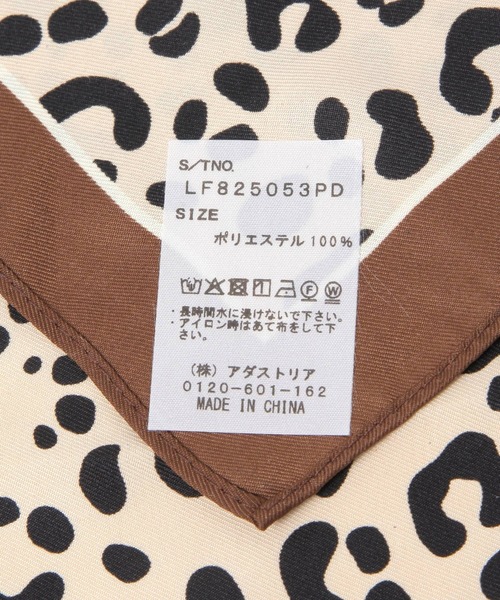 S/TNO.
LF825053PD
SIZE
ポリエステル100%
・長時間水に浸けないで下さい。
・アイロン時はあて布をして下
さい。
(株) アダストリア
0120-601-162
MADE IN CHINA